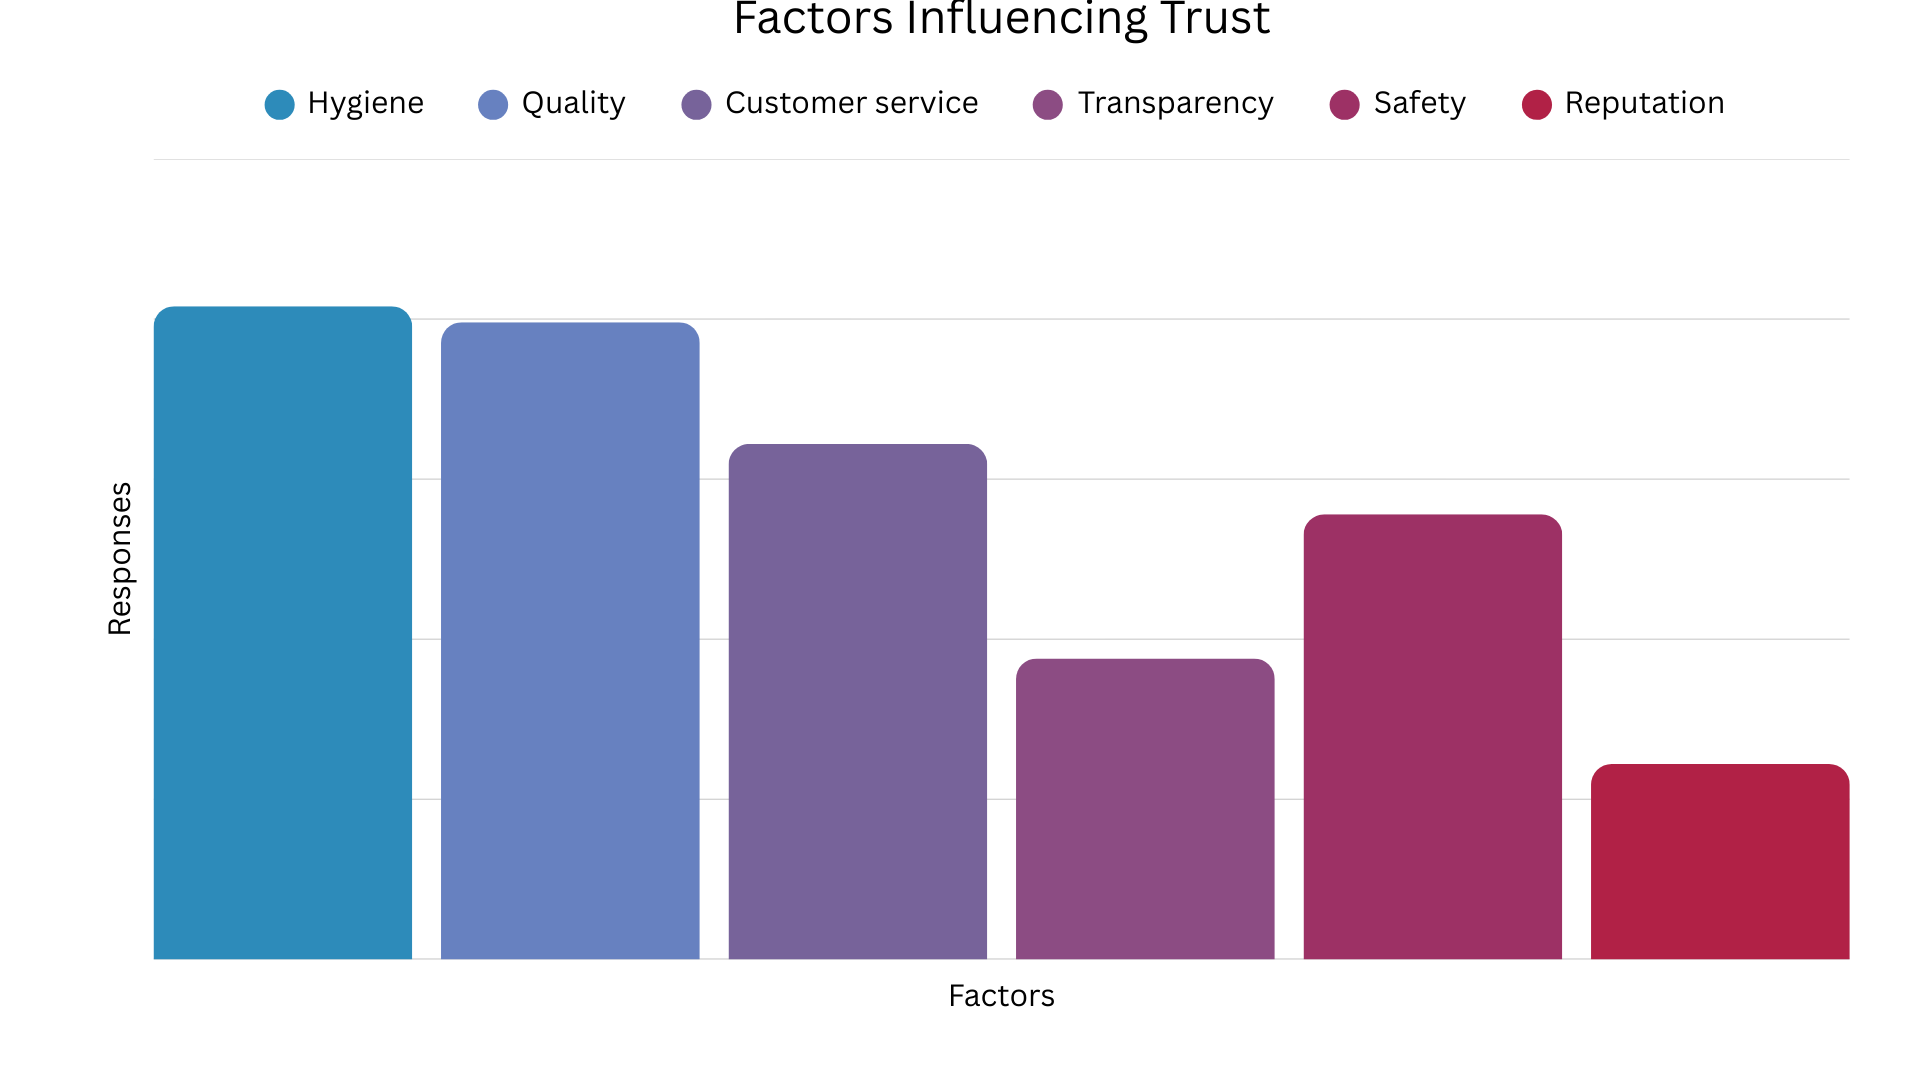 Factors Influencing Trust
Hygiene Quality Customer service Transparency Safety Reputation
Responses
Factors